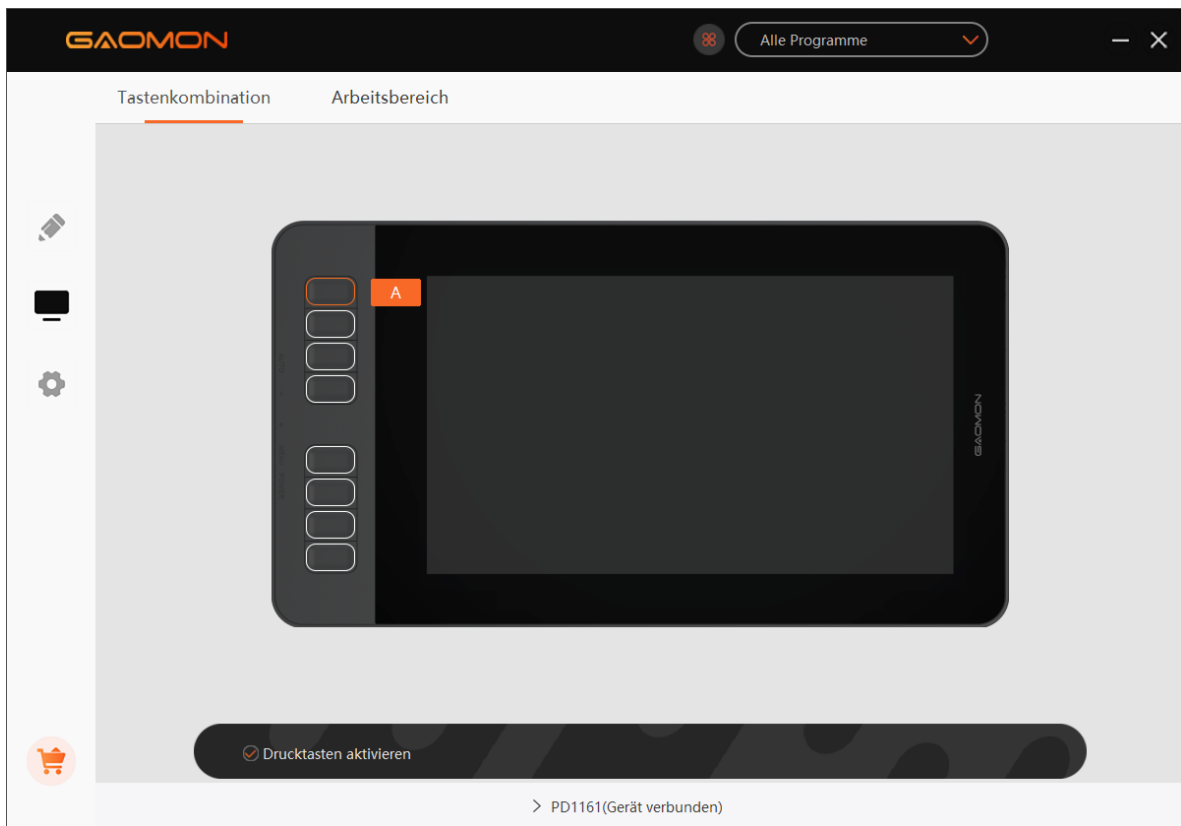 GAOMON
Alle Programme
Tastenkombination
Arbeitsbereich
A
GAOMON
Drucktasten aktivieren
PD1161(Gerät verbunden)